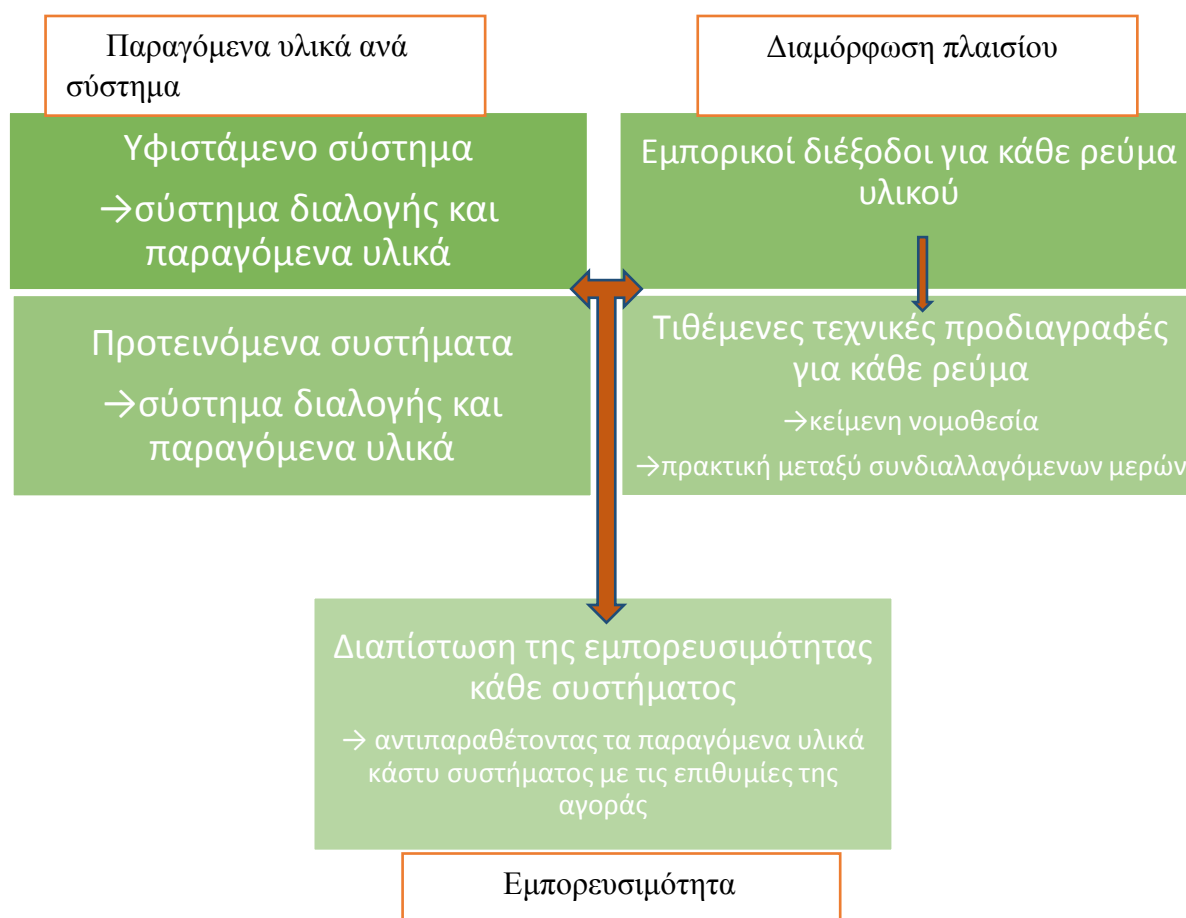 Παραγόμενα υλικά ανά
σύστημα
Υφιστάμενο σύστημα
→σύστημα διαλογής και
παραγόμενα υλικά
Προτεινόμενα συστήματα
→σύστημα διαλογής και
παραγόμενα υλικά
Διαμόρφωση πλαισίου
Εμπορικοί διέξοδοι για κάθε ρεύμα
υλικού
Τιθέμενες τεχνικές προδιαγραφές
για κάθε ρεύμα
→κείμενη νομοθεσία
→πρακτική μεταξύ συνδιαλλαγόμενων μερών
Διαπίστωση της εμπορευσιμότητας
κάθε συστήματος
→ αντιπαραθέτοντας τα παραγόμενα υλικά
κάστυ συστήματος με τις επιθυμίες της
αγοράς
Εμπορευσιμότητα